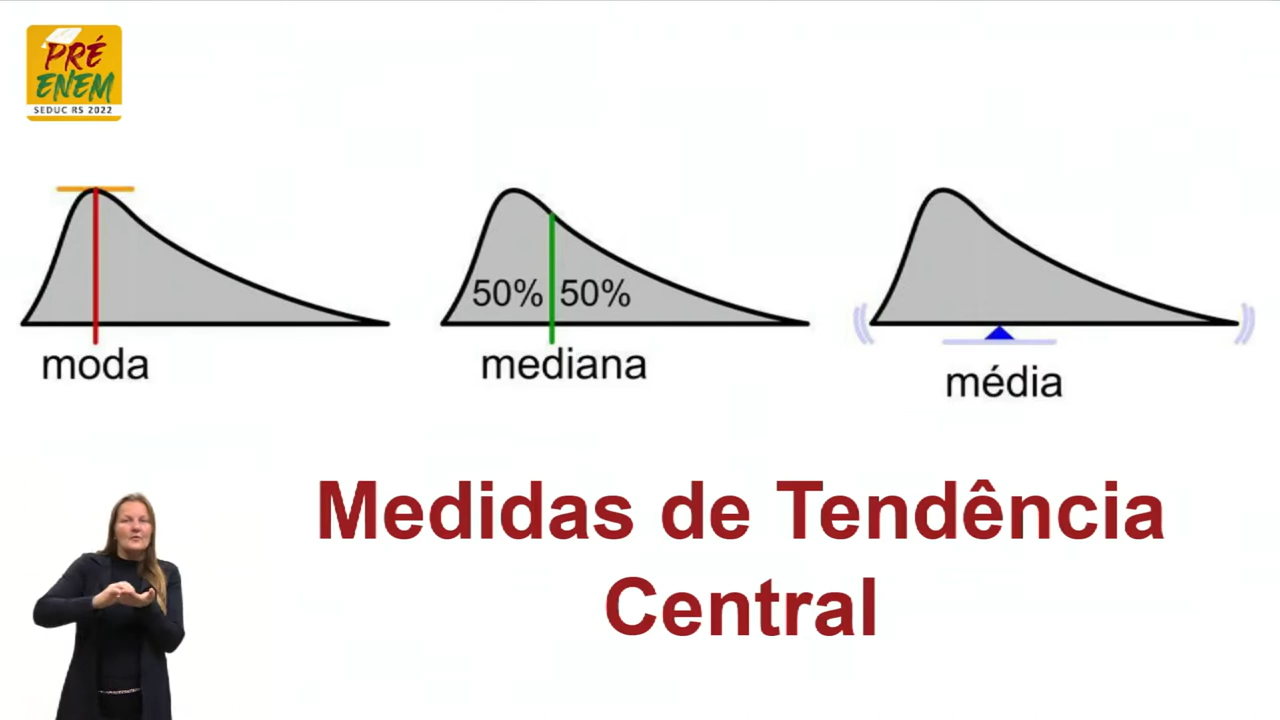 PRÉ
ENEM
SEDUC RS 2022
50% 50%
moda
mediana
média
Medidas de Tendência
Central